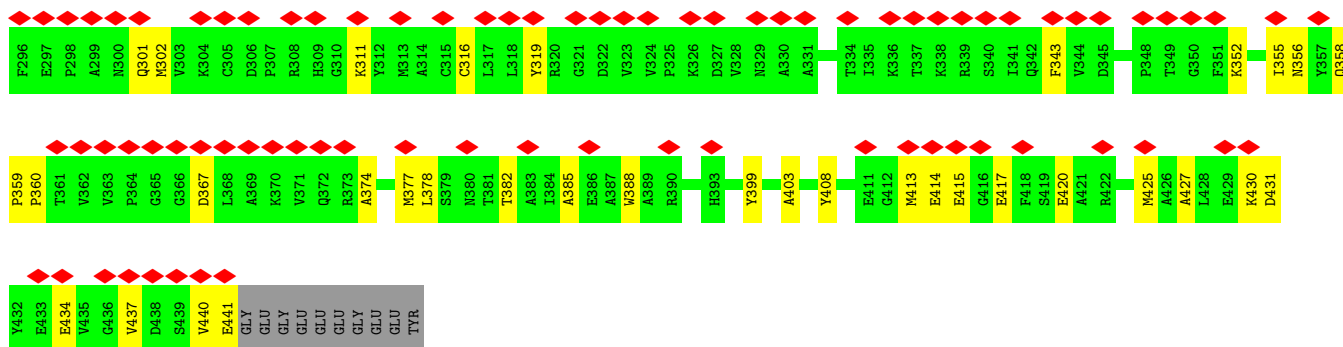 F296 E297 P298 A299 N300 Q301 M302 V303 K304 C305 D306 P307 R308 H309 G310 K311 Y312 M313 A314 C315 C316 L317 L318 Y319 R320 G321 D322 V323 V324 P325 K326 D327 V328 N329 A330 A331 T334 I335 K336 T337 K338 R339 S340 I341 Q342 F343 V344 D345 P348 T349 G350 F351 K352 I355 N356 Y357 Q358
P359 P360 T361 V362 V363 P364 G365 G366 D367 L368 A369 K370 V371 Q372 R373 A374 M377 L378 S379 N380 T381 T382 A383 I384 A385 E386 A387 W388 A389 R390 H393 Y399 A403 Y408 E411 G412 M413 E414 E415 G416 E417 F418 S419 E420 A421 R422 M425 A426 A427 L428 E429 K430 D431
Y432 E433 E434 V435 G436 V437 D438 S439 V440 E441 GLY GLU GLY GLU GLU GLU GLY GLU GLU TYR